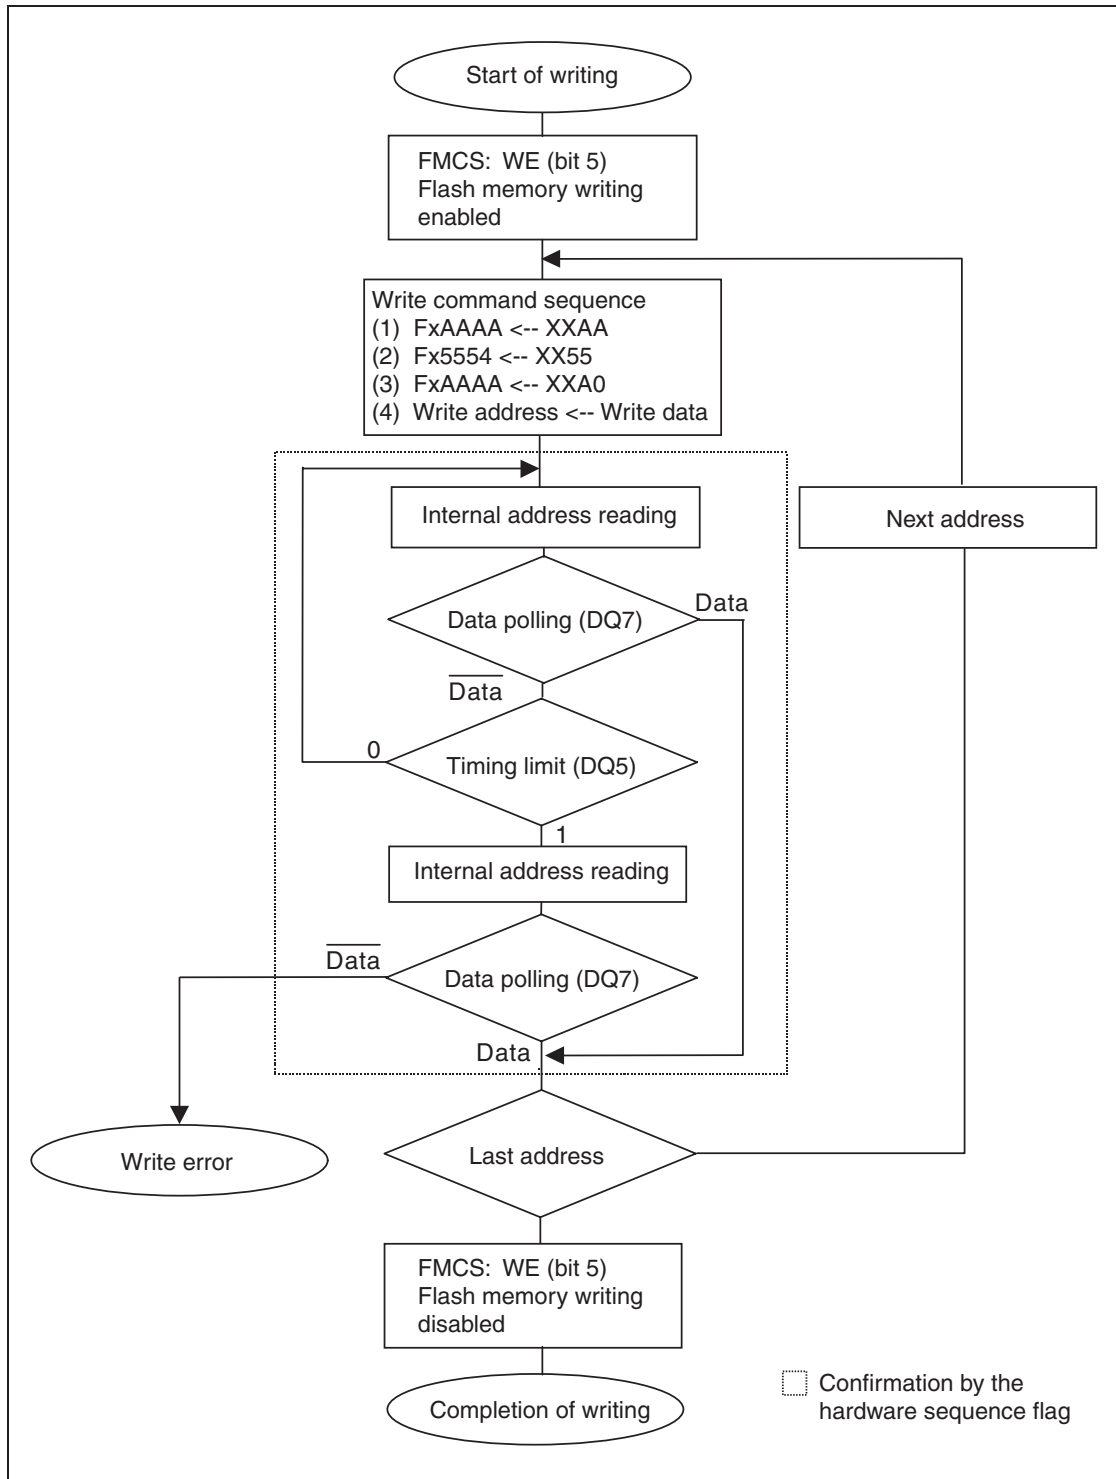 Start of writing
FMCS: WE (bit 5)
Flash memory writing
enabled
Write command sequence
(1) FxAAAA <-- XXAA
(2) Fx5554 <-- XX55
(3) FxAAAA <-- XXA0
(4) Write address <-- Write data
Internal address reading
Next address
Data polling (DQ7)
Data
Data
0
Timing limit (DQ5)
1
Internal address reading
Data
Data polling (DQ7)
Data
Write error
Last address
FMCS: WE (bit 5)
Flash memory writing
disabled
Completion of writing
Confirmation by the
hardware sequence flag